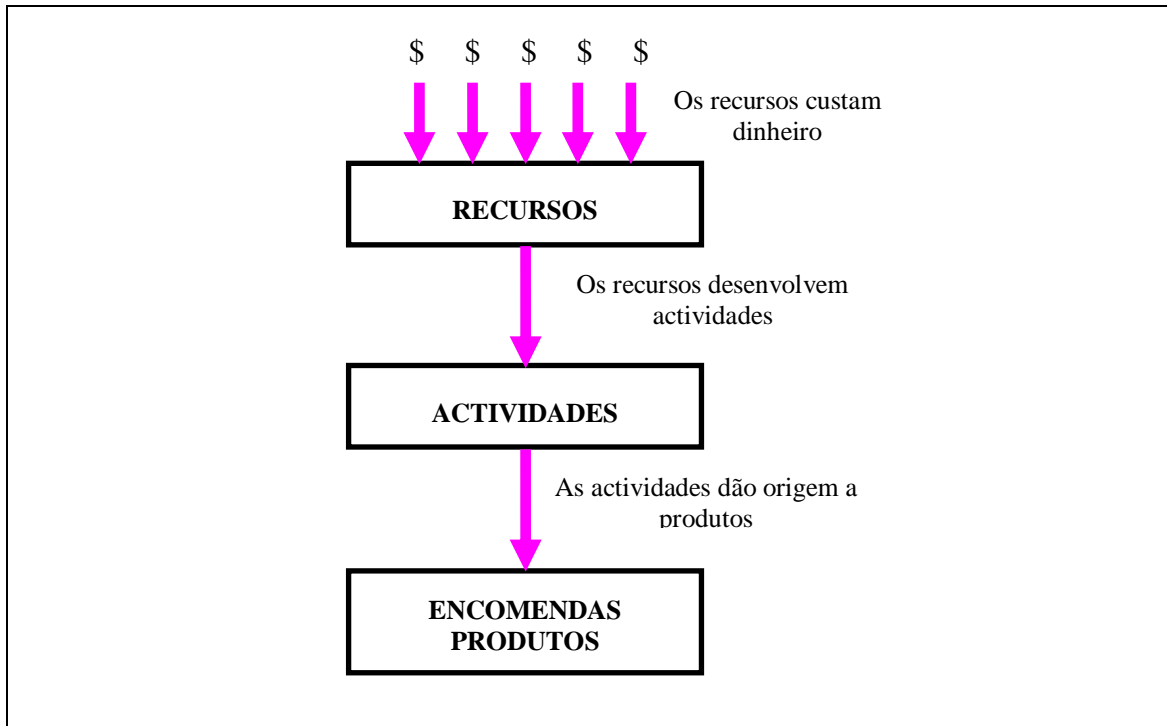 $ $ $ $ $
Os recursos custam
dinheiro
RECURSOS
Os recursos desenvolvem
actividades
ACTIVIDADES
As actividades dão origem a
produtos
ENCOMENDAS
PRODUTOS